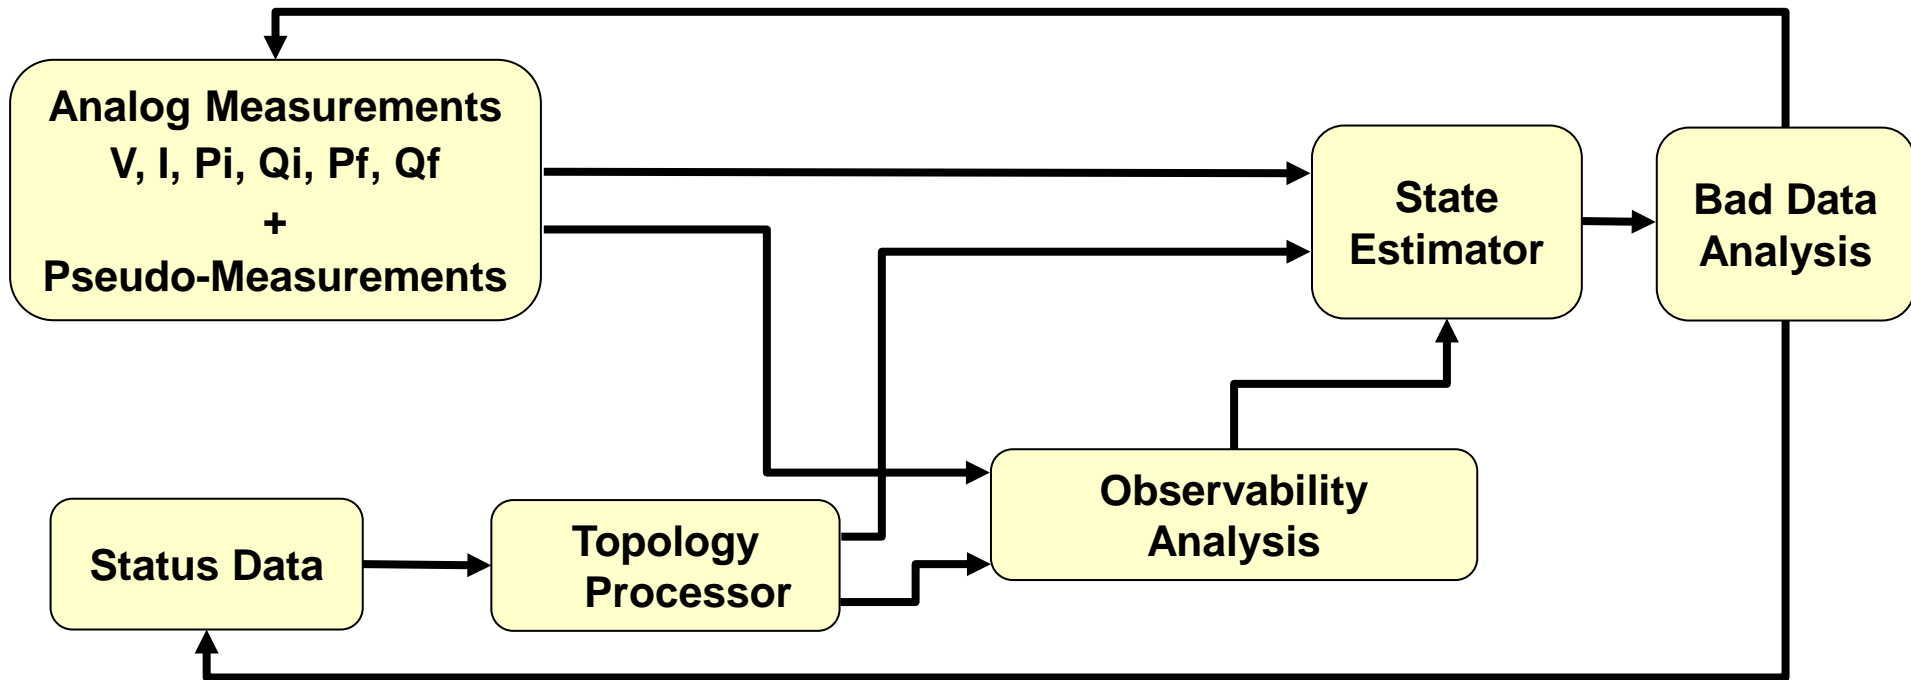 Analog Measurements
V, I, Pi, Qi, Pf, Qf
+
Pseudo-Measurements
State
Estimator
Bad Data
Analysis
Observability
Analysis
Status Data
Topology
Processor